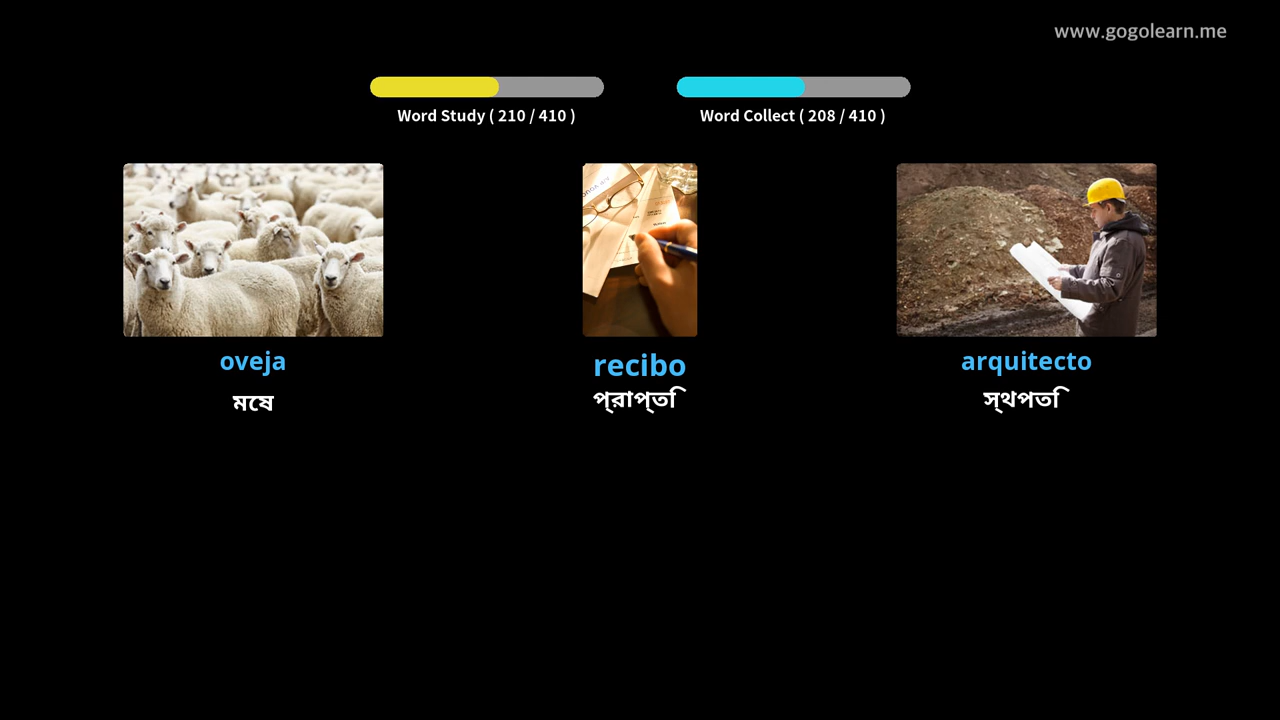 www.gogolearn.me
Word Study ( 210 / 410 )
Word Collect ( 208 / 410 )
oveja
recibo
arquitecto
মেষ
প্রাপ্তি
স্থপতি